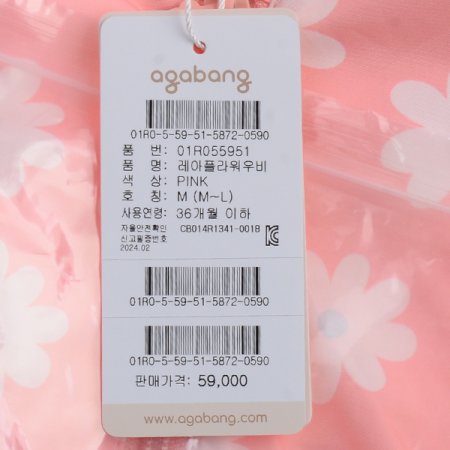 agabang
01R0-5-59-51-5872-0590
품 번: 01R055951
품 명: 레아플라워우비
색 상: PINK
호 칭: M (M~L)
사용연령: 36개월 이하
자율안전확인 CB014R1341-001B
신고필증번호
2024.02
01R0-5-59-51-5872-0590
01R0-5-59-51-5872-0590
판매가격: 59,000
www.agabang.com